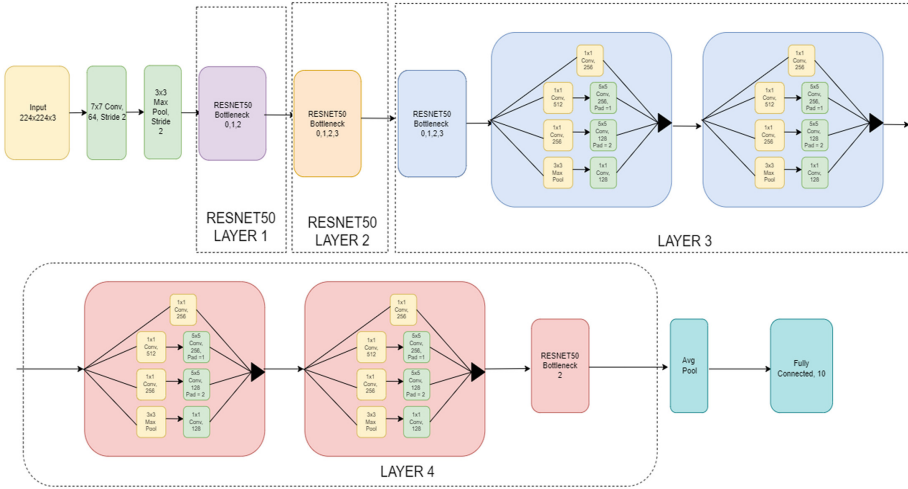 Input
224x224x3
7x7 Conv,
64, Stride 2
3x3
Max
Pool,
Stride
2
RESNET50
Bottleneck
0,1,2
RESNET50
LAYER 1
RESNET50
Bottleneck
0,1,2,3
RESNET50
LAYER 2
RESNET50
Bottleneck
0,1,2,3
1x1
Conv,
256
1x1
Conv,
512
5x5
Conv,
256,
Pad =1
1x1
Conv,
256
5x5
Conv,
128
Pad = 2
3x3
Max
Pool
1x1
Conv,
128
1x1
Conv,
256
1x1
Conv,
512
5x5
Conv,
256,
Pad =1
1x1
Conv,
256
5x5
Conv,
128
Pad = 2
3x3
Max
Pool
1x1
Conv,
128
LAYER 3
1x1
Conv,
256
1x1
Conv,
512
5x5
Conv,
256,
Pad =1
1x1
Conv,
256
5x5
Conv,
128
Pad = 2
3x3
Max
Pool
1x1
Conv,
128
1x1
Conv,
256
1x1
Conv,
512
5x5
Conv,
256,
Pad =1
1x1
Conv,
256
5x5
Conv,
128
Pad = 2
3x3
Max
Pool
1x1
Conv,
128
RESNET50
Bottleneck
2
LAYER 4
Avg
Pool
Fully
Connected, 10